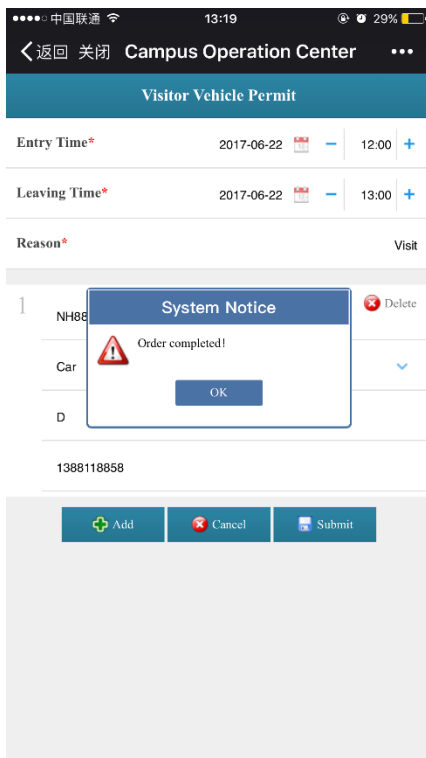 中国联通 13:19 29%
返回 关闭 Campus Operation Center
Visitor Vehicle Permit
Entry Time* 2017-06-22 − 12:00 +
Leaving Time* 2017-06-22 − 13:00 +
Reason* Visit
1 NH88 Delete
System Notice
Order completed!
OK
Car
D
1388118858
Add Cancel Submit